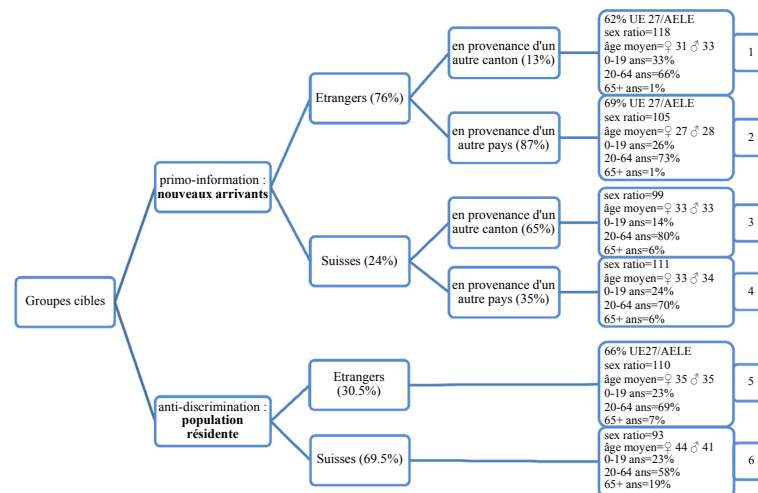 Groupes cibles
primo-information :
nouveaux arrivants
Etrangers (76%)
en provenance d'un
autre canton (13%)
62% UE 27/AELE
sex ratio=118
âge moyen=♀ 31 ♂ 33
0-19 ans=33%
20-64 ans=66%
65+ ans=1%
1
en provenance d'un
autre pays (87%)
69% UE 27/AELE
sex ratio=105
âge moyen=♀ 27 ♂ 28
0-19 ans=26%
20-64 ans=73%
65+ ans=1%
2
Suisses (24%)
en provenance d'un
autre canton (65%)
sex ratio=99
âge moyen=♀ 33 ♂ 33
0-19 ans=14%
20-64 ans=80%
65+ ans=6%
3
en provenance d'un
autre pays (35%)
sex ratio=111
âge moyen=♀ 33 ♂ 34
0-19 ans=24%
20-64 ans=70%
65+ ans=6%
4
anti-discrimination :
population
résidente
Etrangers
(30.5%)
66% UE27/AELE
sex ratio=110
âge moyen=♀ 35 ♂ 35
0-19 ans=23%
20-64 ans=69%
65+ ans=7%
5
Suisses (69.5%)
sex ratio=93
âge moyen=♀ 44 ♂ 41
0-19 ans=23%
20-64 ans=58%
65+ ans=19%
6